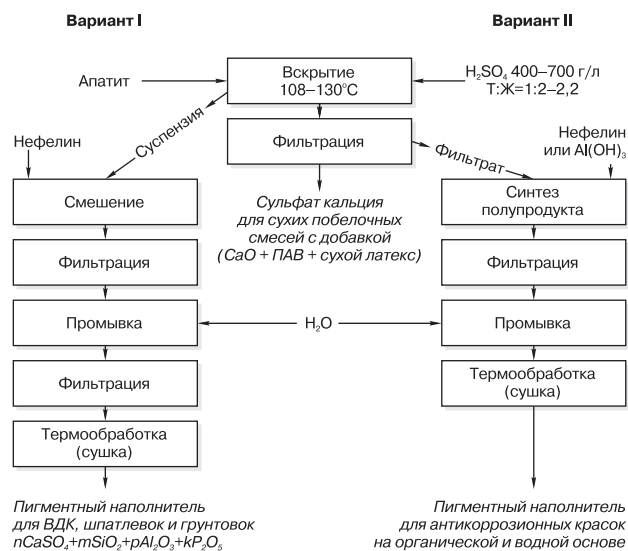 Вариант I
Вариант II
Апатит
Вскрытие
108–130°C
H₂SO₄ 400–700 г/л
Т:Ж=1:2–2,2
Суспензия
Нефелин
Фильтрация
Фильтрат
Нефелин
или Al(OH)₃
Смешение
Сульфат кальция
для сухих побелочных
смесей с добавкой
(CaO + ПАВ + сухой латекс)
Синтез
полупродукта
Фильтрация
Фильтрация
Промывка
H₂O
Промывка
Фильтрация
Термообработка
(сушка)
Термообработка
(сушка)
Пигментный наполнитель
для ВДК, шпатлевок и грунтовок
nCaSO₄+mSiO₂+pAl₂O₃+kP₂O₅
Пигментный наполнитель
для антикоррозионных красок
на органической и водной основе